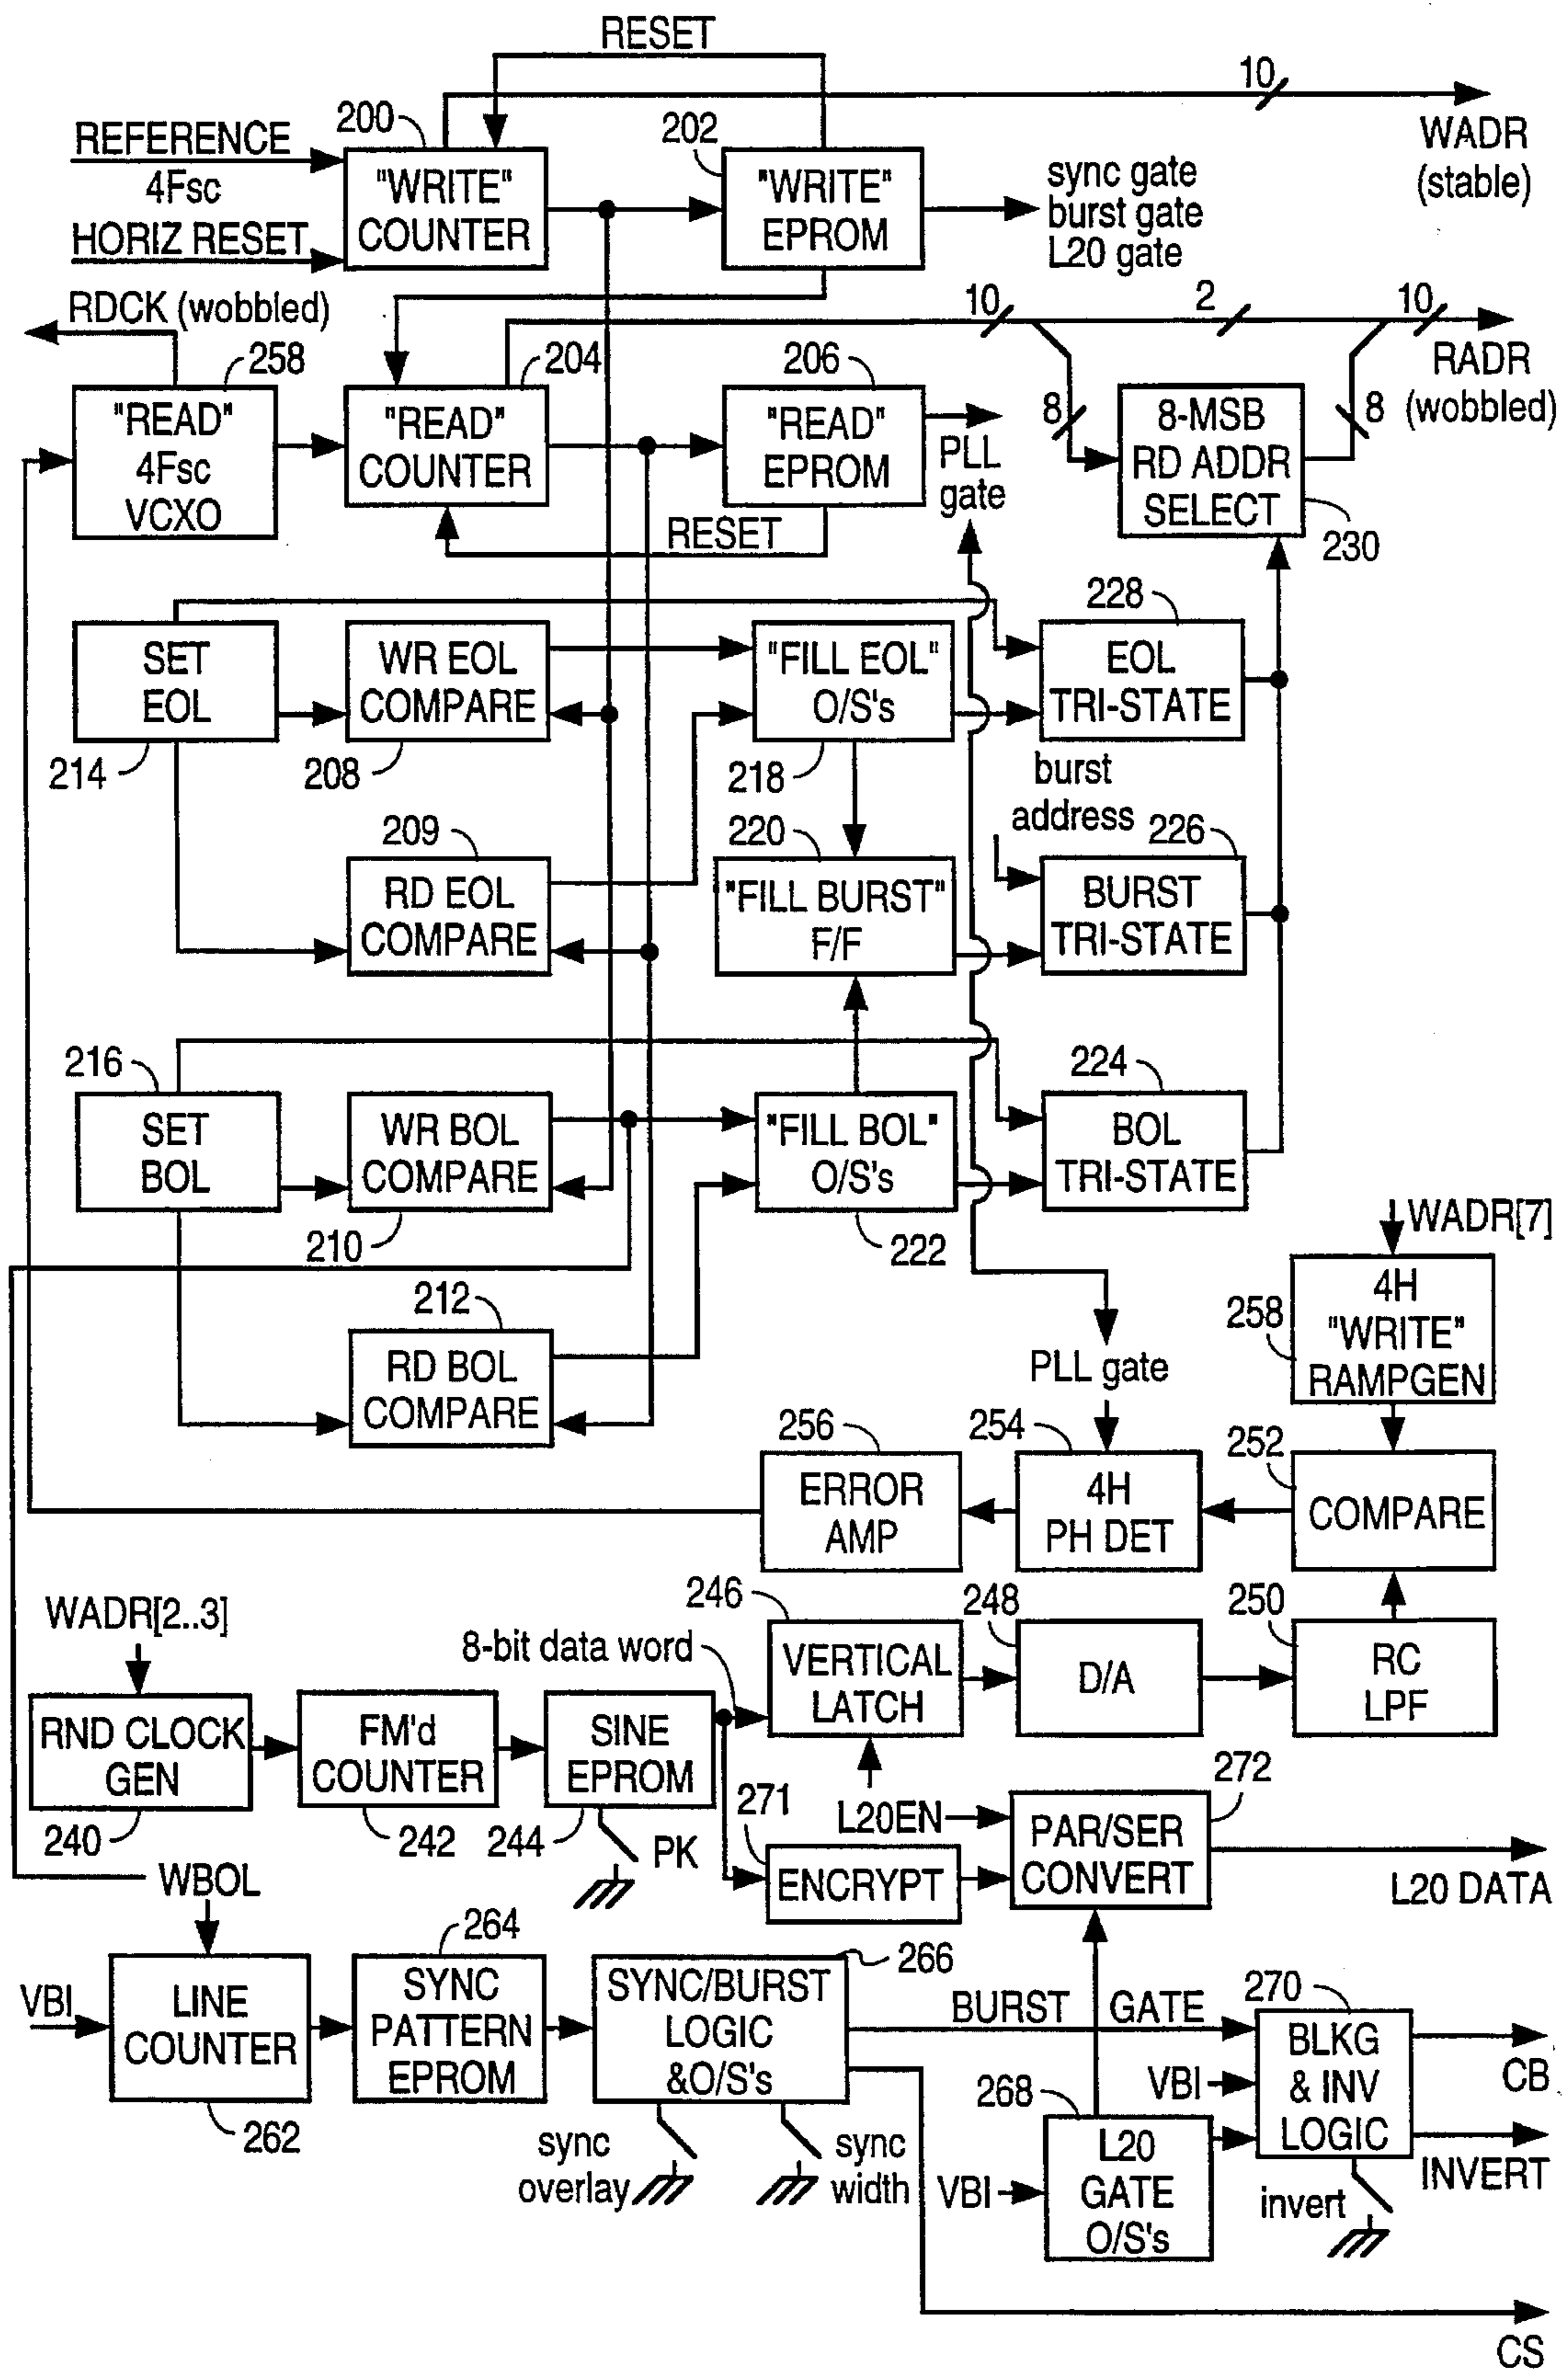 RESET
10
WADR
(stable)
200
202
REFERENCE
4Fsc
HORIZ RESET
"WRITE"
COUNTER
"WRITE"
EPROM
sync gate
burst gate
L20 gate
RDCK (wobbled)
10
2
10
RADR
(wobbled)
258
204
206
"READ"
4Fsc
VCXO
"READ"
COUNTER
"READ"
EPROM
PLL
gate
8
8-MSB
RD ADDR
SELECT
8
230
RESET
228
SET
EOL
WR EOL
COMPARE
"FILL EOL"
O/S's
EOL
TRI-STATE
214
208
218
burst
address
209
220
226
RD EOL
COMPARE
"FILL BURST"
F/F
BURST
TRI-STATE
216
224
SET
BOL
WR BOL
COMPARE
"FILL BOL"
O/S's
BOL
TRI-STATE
210
222
WADR[7]
212
RD BOL
COMPARE
PLL gate
258
4H
"WRITE"
RAMPGEN
256
254
252
ERROR
AMP
4H
PH DET
COMPARE
WADR[2..3]
8-bit data word
246
248
250
RND CLOCK
GEN
FM'd
COUNTER
SINE
EPROM
VERTICAL
LATCH
D/A
RC
LPF
240
242
244
PK
271
L20EN
272
ENCRYPT
PAR/SER
CONVERT
L20 DATA
WBOL
264
266
VBI
LINE
COUNTER
SYNC
PATTERN
EPROM
SYNC/BURST
LOGIC
&O/S's
BURST GATE
270
BLKG
& INV
LOGIC
CB
VBI
262
sync
overlay
sync
width
268
VBI
L20
GATE
O/S's
invert
INVERT
CS